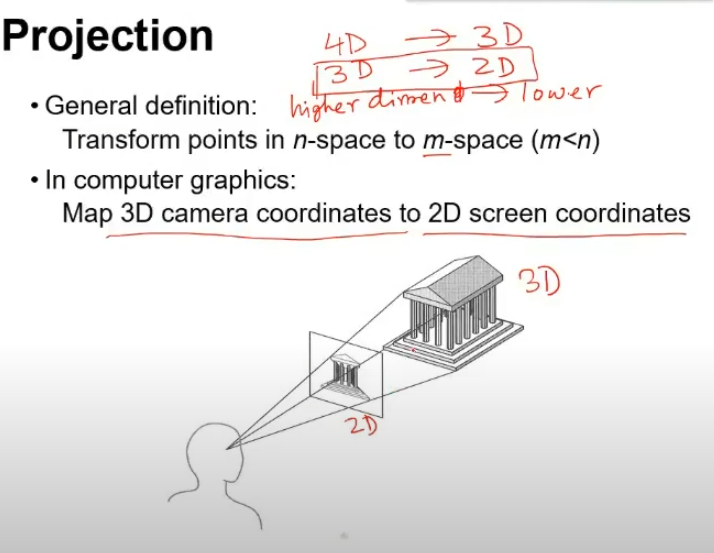 Projection
4D → 3D
3D → 2D
higher dimen → lower
• General definition:
Transform points in n-space to m-space (m<n)
• In computer graphics:
Map 3D camera coordinates to 2D screen coordinates
3D
2D